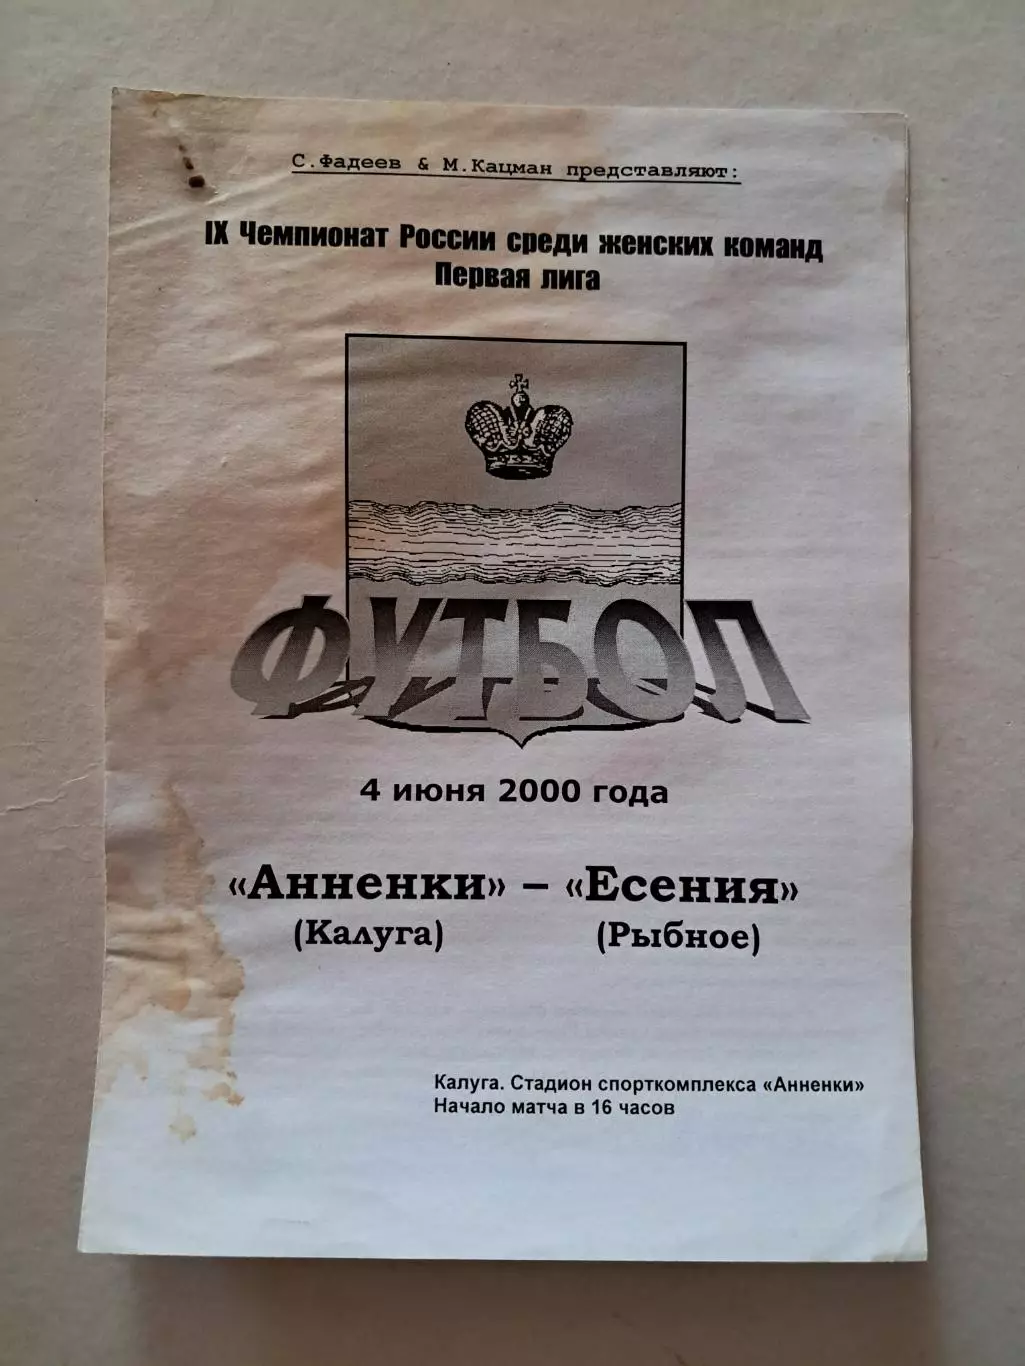 С.Фадеев & М.Кацман представляют:
IX Чемпионат России среди женских команд
Первая лига
ФУТБОЛ
4 июня 2000 года
«Анненки» – «Есения»
(Калуга) (Рыбное)
Калуга. Стадион спорткомплекса «Анненки»
Начало матча в 16 часов